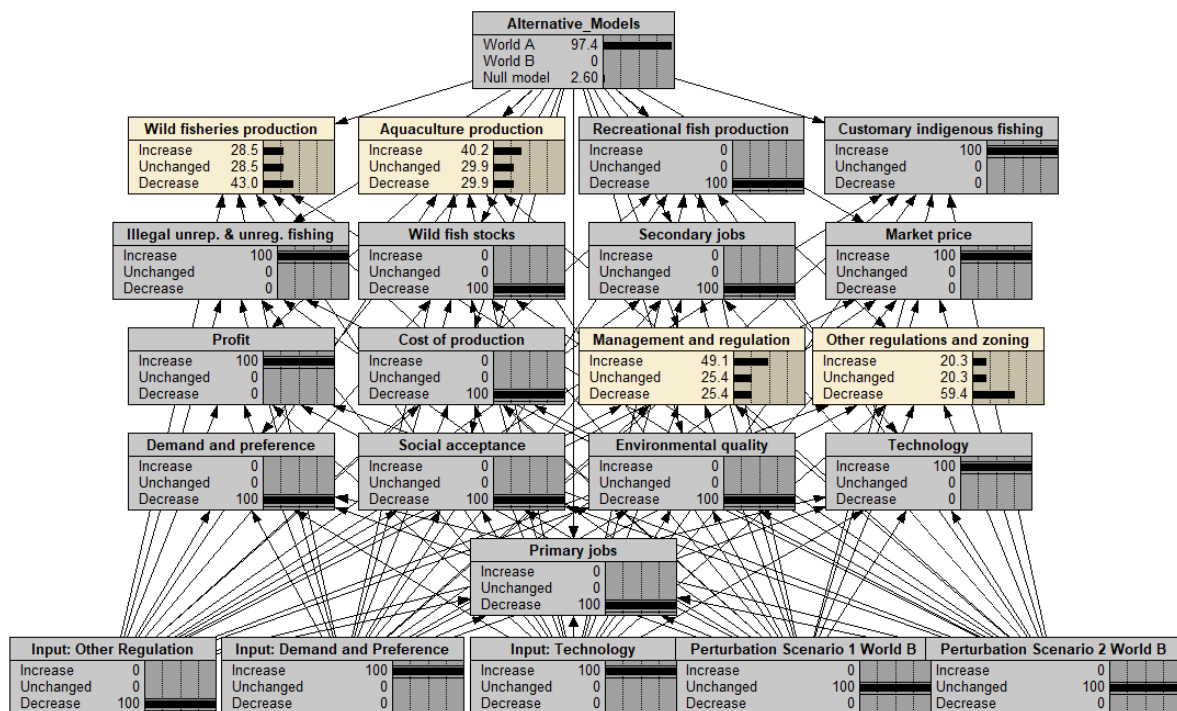 Alternative_Models
World A 97.4
World B 0
Null model 2.60
Wild fisheries production
Increase 28.5
Unchanged 28.5
Decrease 43.0
Aquaculture production
Increase 40.2
Unchanged 29.9
Decrease 29.9
Recreational fish production
Increase 0
Unchanged 0
Decrease 100
Customary indigenous fishing
Increase 100
Unchanged 0
Decrease 0
Illegal unrep. & unreg. fishing
Increase 100
Unchanged 0
Decrease 0
Wild fish stocks
Increase 0
Unchanged 0
Decrease 100
Secondary jobs
Increase 0
Unchanged 0
Decrease 100
Market price
Increase 100
Unchanged 0
Decrease 0
Profit
Increase 100
Unchanged 0
Decrease 0
Cost of production
Increase 0
Unchanged 0
Decrease 100
Management and regulation
Increase 49.1
Unchanged 25.4
Decrease 25.4
Other regulations and zoning
Increase 20.3
Unchanged 20.3
Decrease 59.4
Demand and preference
Increase 0
Unchanged 0
Decrease 100
Social acceptance
Increase 0
Unchanged 0
Decrease 100
Environmental quality
Increase 0
Unchanged 0
Decrease 100
Technology
Increase 100
Unchanged 0
Decrease 0
Primary jobs
Increase 0
Unchanged 0
Decrease 100
Input: Other Regulation
Increase 0
Unchanged 0
Decrease 100
Input: Demand and Preference
Increase 100
Unchanged 0
Decrease 0
Input: Technology
Increase 100
Unchanged 0
Decrease 0
Perturbation Scenario 1 World B
Increase 0
Unchanged 100
Decrease 0
Perturbation Scenario 2 World B
Increase 0
Unchanged 100
Decrease 0